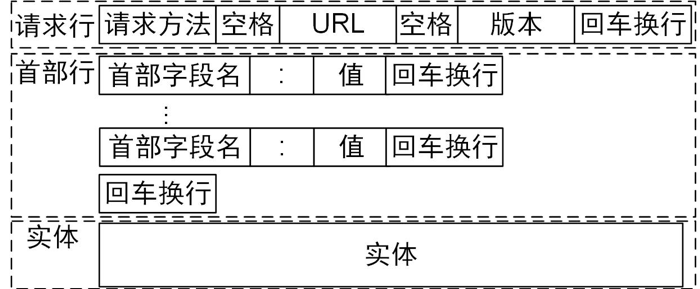 请求行 请求方法 空格 URL 空格 版本 回车换行
首部行 首部字段名 : 值 回车换行
⋮
首部字段名 : 值 回车换行
回车换行
实体 实体